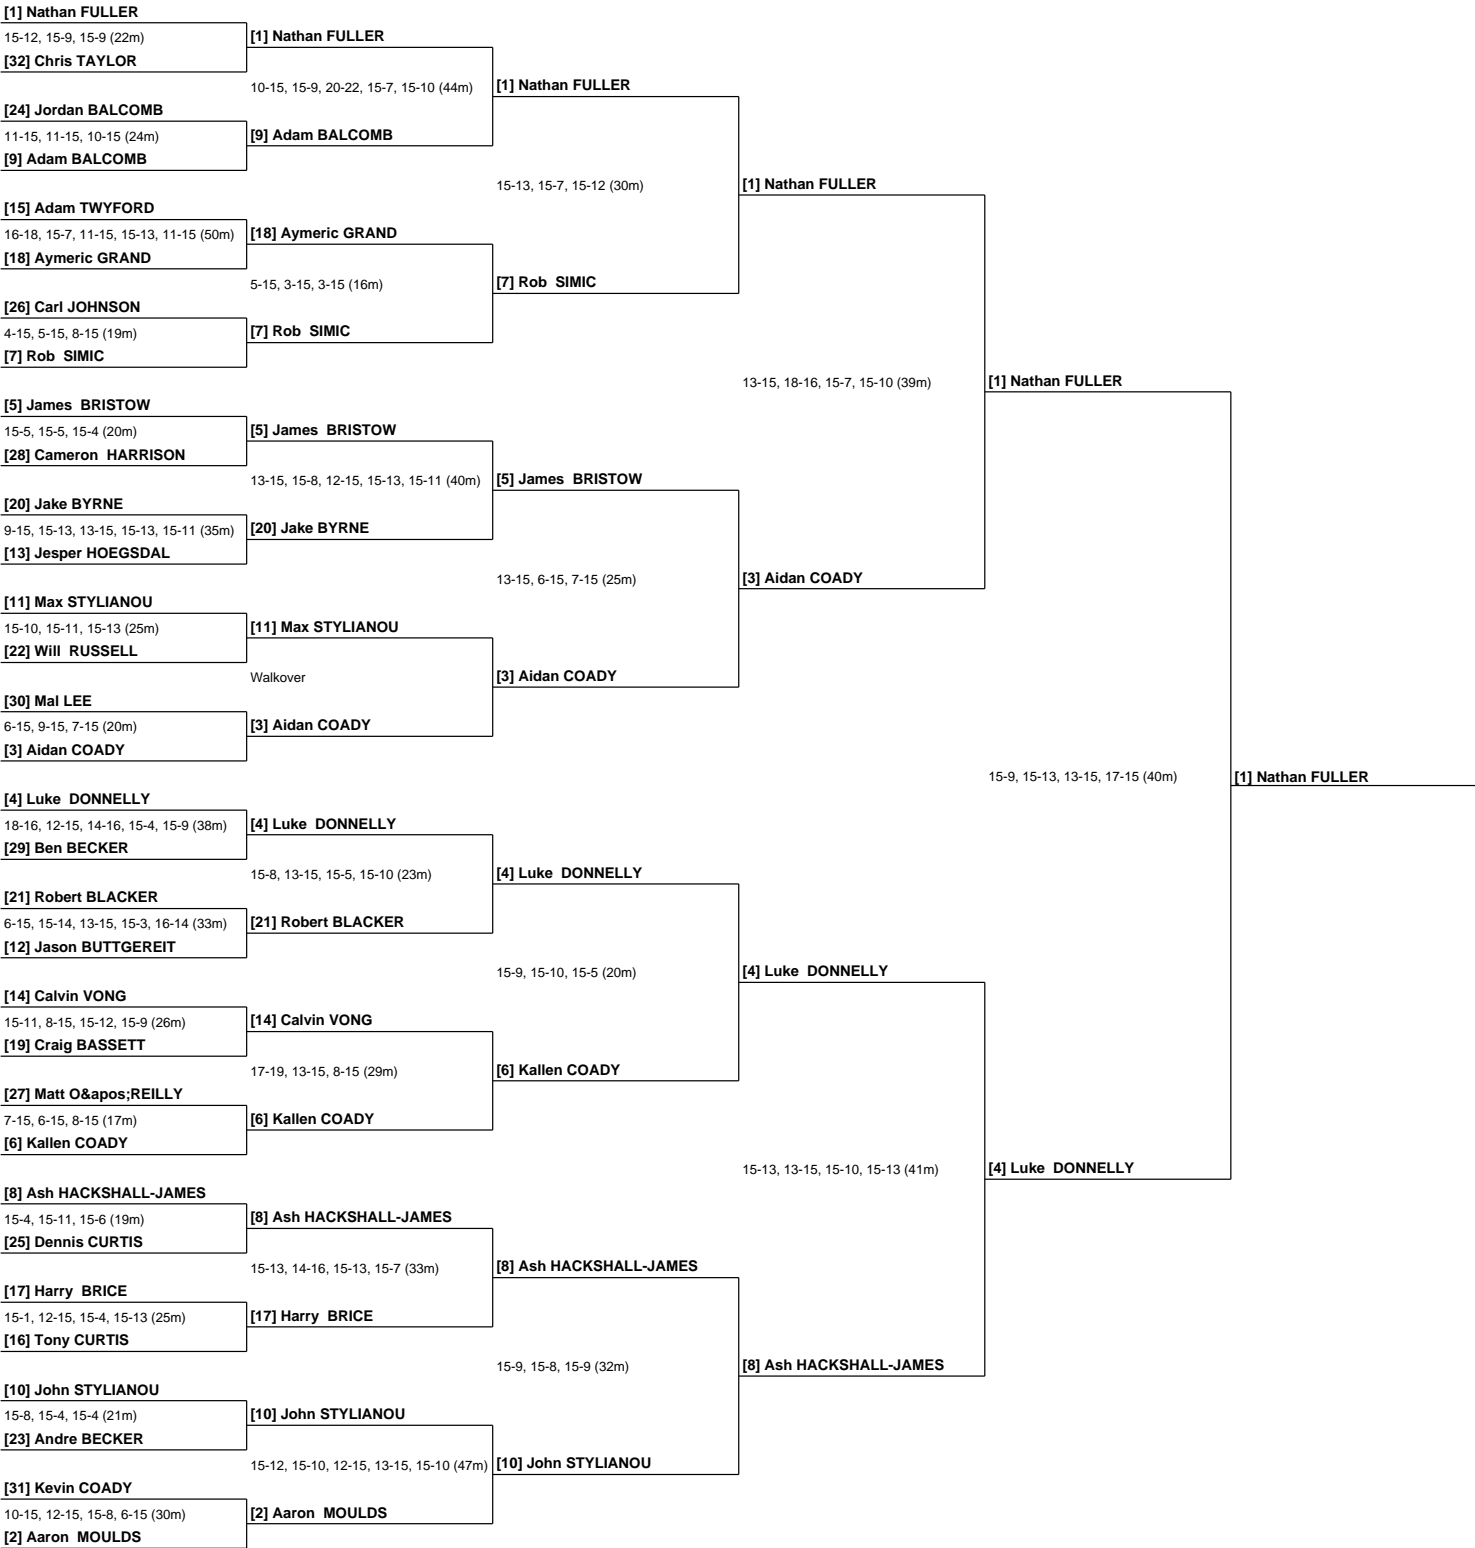 [1] Nathan FULLER
15-12, 15-9, 15-9 (22m)
[32] Chris TAYLOR
[24] Jordan BALCOMB
11-15, 11-15, 10-15 (24m)
[9] Adam BALCOMB
[15] Adam TWYFORD
16-18, 15-7, 11-15, 15-13, 11-15 (50m)
[18] Aymeric GRAND
[26] Carl JOHNSON
4-15, 5-15, 8-15 (19m)
[7] Rob  SIMIC
[5] James  BRISTOW
15-5, 15-5, 15-4 (20m)
[28] Cameron  HARRISON
[20] Jake BYRNE
9-15, 15-13, 13-15, 15-13, 15-11 (35m)
[13] Jesper HOEGSDAL
[11] Max STYLIANOU
15-10, 15-11, 15-13 (25m)
[22] Will  RUSSELL
[30] Mal LEE
6-15, 9-15, 7-15 (20m)
[3] Aidan COADY
[4] Luke  DONNELLY
18-16, 12-15, 14-16, 15-4, 15-9 (38m)
[29] Ben BECKER
[21] Robert BLACKER
6-15, 15-14, 13-15, 15-3, 16-14 (33m)
[12] Jason BUTTGEREIT
[14] Calvin VONG
15-11, 8-15, 15-12, 15-9 (26m)
[19] Craig BASSETT
[27] Matt O&apos;REILLY
7-15, 6-15, 8-15 (17m)
[6] Kallen COADY
[8] Ash HACKSHALL-JAMES
15-4, 15-11, 15-6 (19m)
[25] Dennis CURTIS
[17] Harry  BRICE
15-1, 12-15, 15-4, 15-13 (25m)
[16] Tony CURTIS
[10] John STYLIANOU
15-8, 15-4, 15-4 (21m)
[23] Andre BECKER
[31] Kevin COADY
10-15, 12-15, 15-8, 6-15 (30m)
[2] Aaron  MOULDS
[1] Nathan FULLER
10-15, 15-9, 20-22, 15-7, 15-10 (44m)
[9] Adam BALCOMB
[18] Aymeric GRAND
5-15, 3-15, 3-15 (16m)
[7] Rob  SIMIC
[5] James  BRISTOW
13-15, 15-8, 12-15, 15-13, 15-11 (40m)
[20] Jake BYRNE
[11] Max STYLIANOU
Walkover
[3] Aidan COADY
[4] Luke  DONNELLY
15-8, 13-15, 15-5, 15-10 (23m)
[21] Robert BLACKER
[14] Calvin VONG
17-19, 13-15, 8-15 (29m)
[6] Kallen COADY
[8] Ash HACKSHALL-JAMES
15-13, 14-16, 15-13, 15-7 (33m)
[17] Harry  BRICE
[10] John STYLIANOU
15-12, 15-10, 12-15, 13-15, 15-10 (47m)
[2] Aaron  MOULDS
[1] Nathan FULLER
15-13, 15-7, 15-12 (30m)
[7] Rob  SIMIC
[5] James  BRISTOW
13-15, 6-15, 7-15 (25m)
[3] Aidan COADY
[4] Luke  DONNELLY
15-9, 15-10, 15-5 (20m)
[6] Kallen COADY
[8] Ash HACKSHALL-JAMES
15-9, 15-8, 15-9 (32m)
[10] John STYLIANOU
[1] Nathan FULLER
13-15, 18-16, 15-7, 15-10 (39m)
[3] Aidan COADY
[4] Luke  DONNELLY
15-13, 13-15, 15-10, 15-13 (41m)
[8] Ash HACKSHALL-JAMES
[1] Nathan FULLER
15-9, 15-13, 13-15, 17-15 (40m)
[4] Luke  DONNELLY
[1] Nathan FULLER